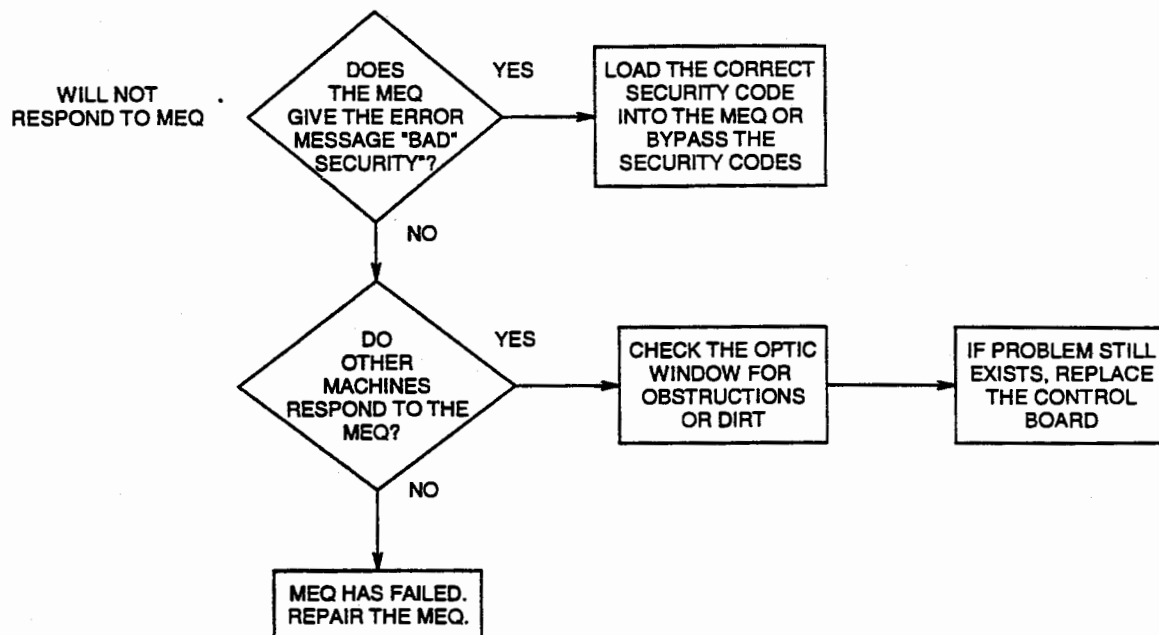 WILL NOT
RESPOND TO MEQ
DOES
THE MEQ
GIVE THE ERROR
MESSAGE "BAD"
SECURITY"?
YES
LOAD THE CORRECT
SECURITY CODE
INTO THE MEQ OR
BYPASS THE
SECURITY CODES
NO
DO
OTHER
MACHINES
RESPOND TO THE
MEQ?
YES
CHECK THE OPTIC
WINDOW FOR
OBSTRUCTIONS
OR DIRT
IF PROBLEM STILL
EXISTS, REPLACE
THE CONTROL
BOARD
NO
MEQ HAS FAILED.
REPAIR THE MEQ.